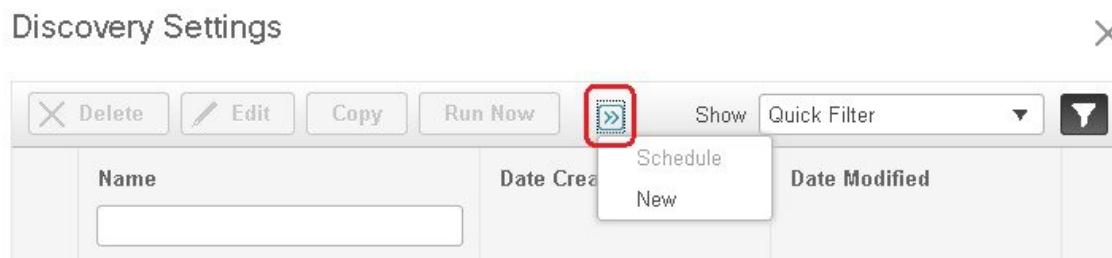 Discovery Settings
Delete Edit Copy Run Now Show Quick Filter
Schedule
Name Date Crea Date Modified
New